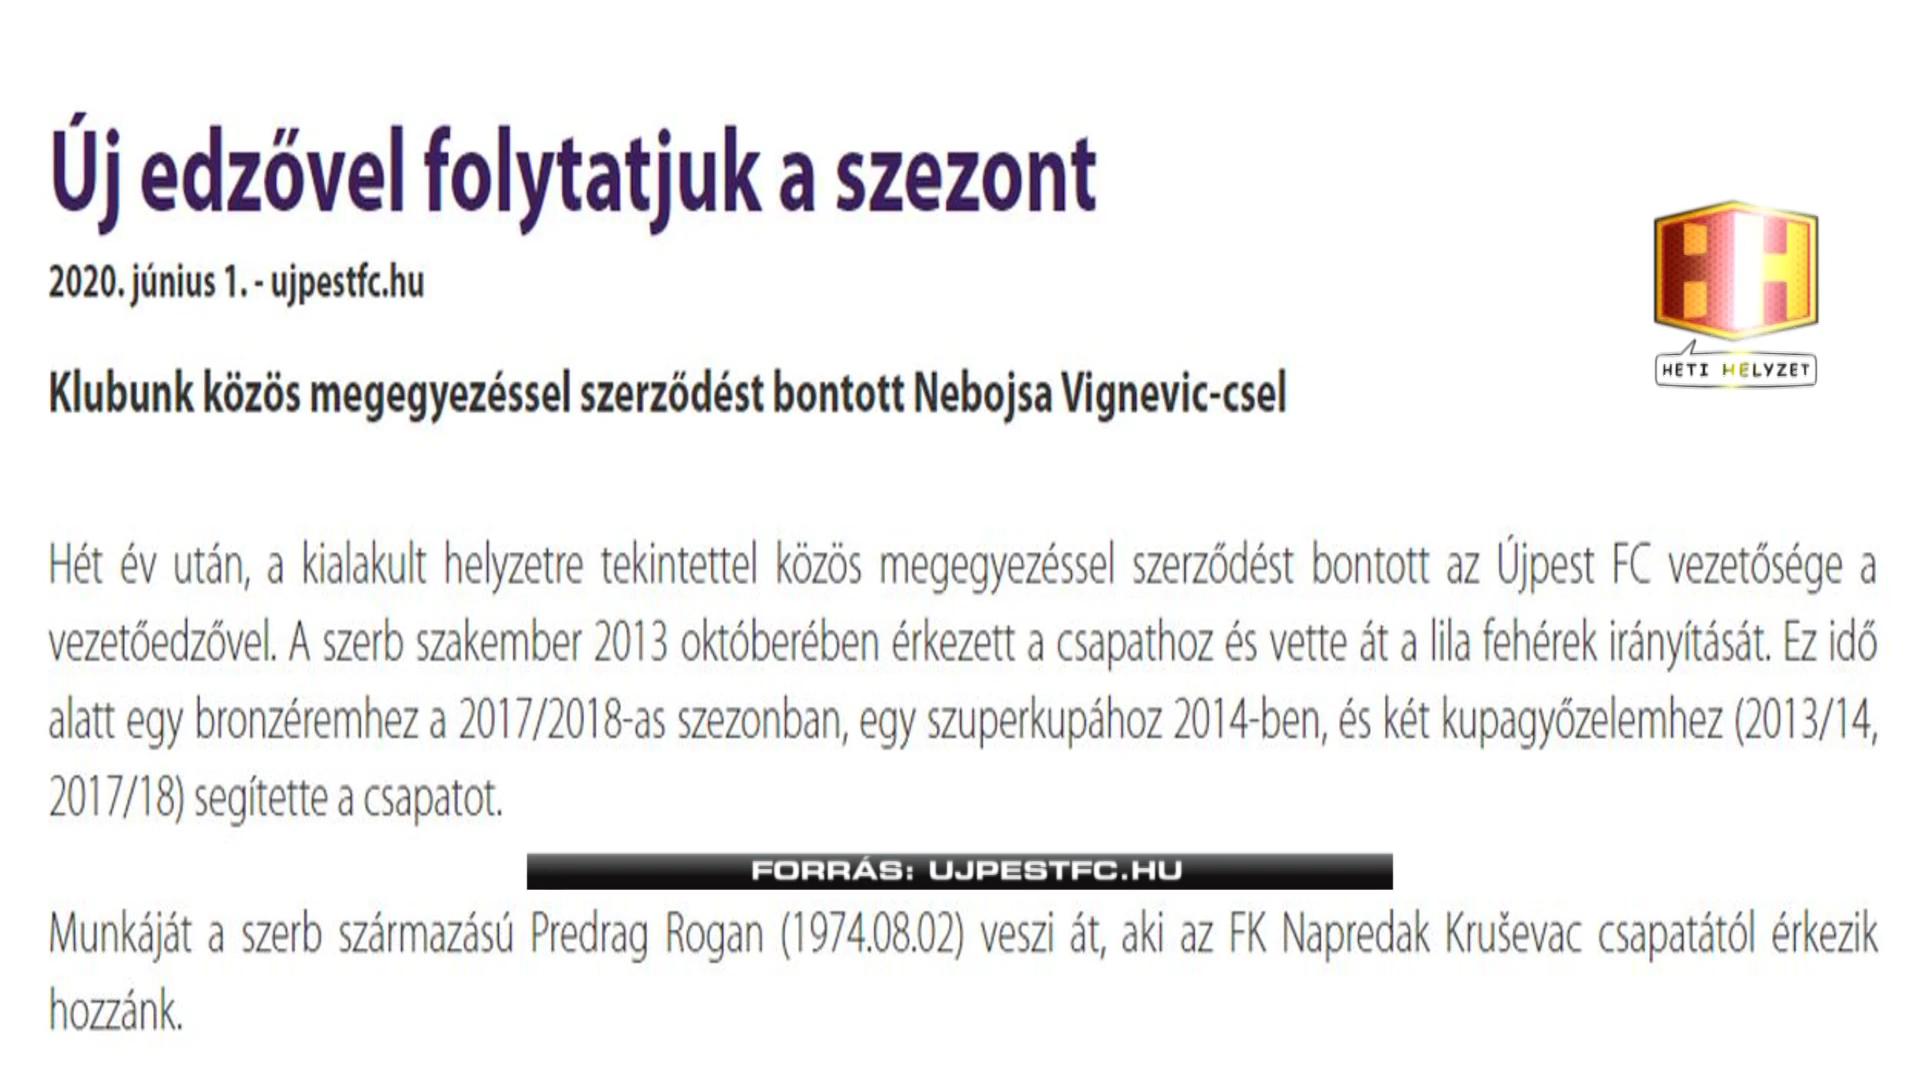 Új edzővel folytatjuk a szezont
2020. június 1. - ujpestfc.hu
HETI HELYZET
Klubunk közös megegyezéssel szerződést bontott Nebojsa Vignevic-csel
Hét év után, a kialakult helyzetre tekintettel közös megegyezéssel szerződést bontott az Újpest FC vezetősége a
vezetőedzővel. A szerb szakember 2013 októberében érkezett a csapathoz és vette át a lila fehérek irányítását. Ez idő
alatt egy bronzéremhez a 2017/2018-as szezonban, egy szuperkupához 2014-ben, és két kupagyőzelemhez (2013/14,
2017/18) segítette a csapatot.
FORRÁS: UJPESTFC.HU
Munkáját a szerb származású Predrag Rogan (1974.08.02) veszi át, aki az FK Napredak Kruševac csapatától érkezik
hozzánk.